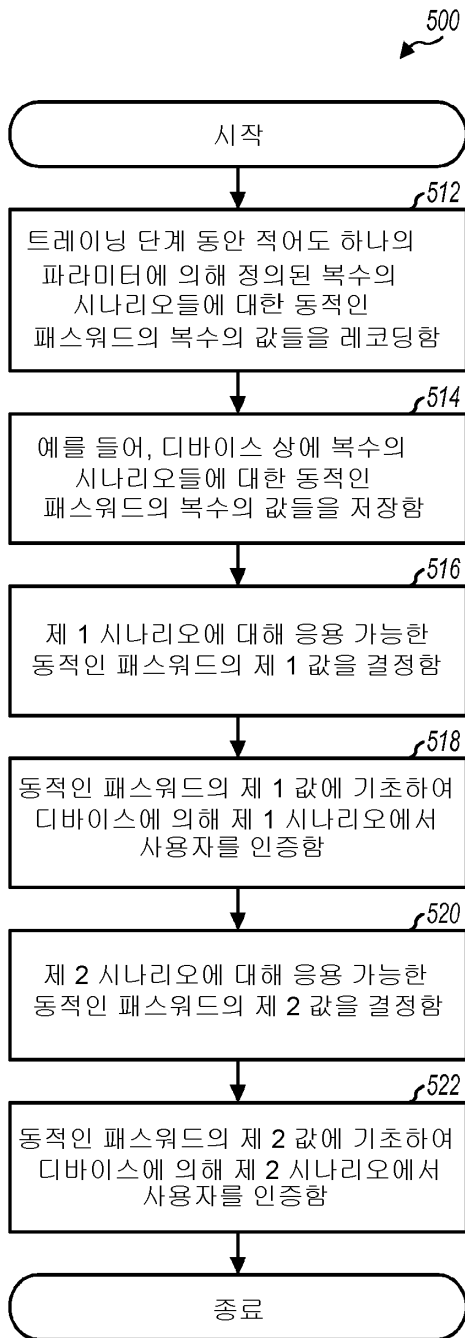 500
시작
512
트레이닝 단계 동안 적어도 하나의
파라미터에 의해 정의된 복수의
시나리오들에 대한 동적인
패스워드의 복수의 값들을 레코딩함
514
예를 들어, 디바이스 상에 복수의
시나리오들에 대한 동적인
패스워드의 복수의 값들을 저장함
516
제 1 시나리오에 대해 응용 가능한
동적인 패스워드의 제 1 값을 결정함
518
동적인 패스워드의 제 1 값에 기초하여
디바이스에 의해 제 1 시나리오에서
사용자를 인증함
520
제 2 시나리오에 대해 응용 가능한
동적인 패스워드의 제 2 값을 결정함
522
동적인 패스워드의 제 2 값에 기초하여
디바이스에 의해 제 2 시나리오에서
사용자를 인증함
종료